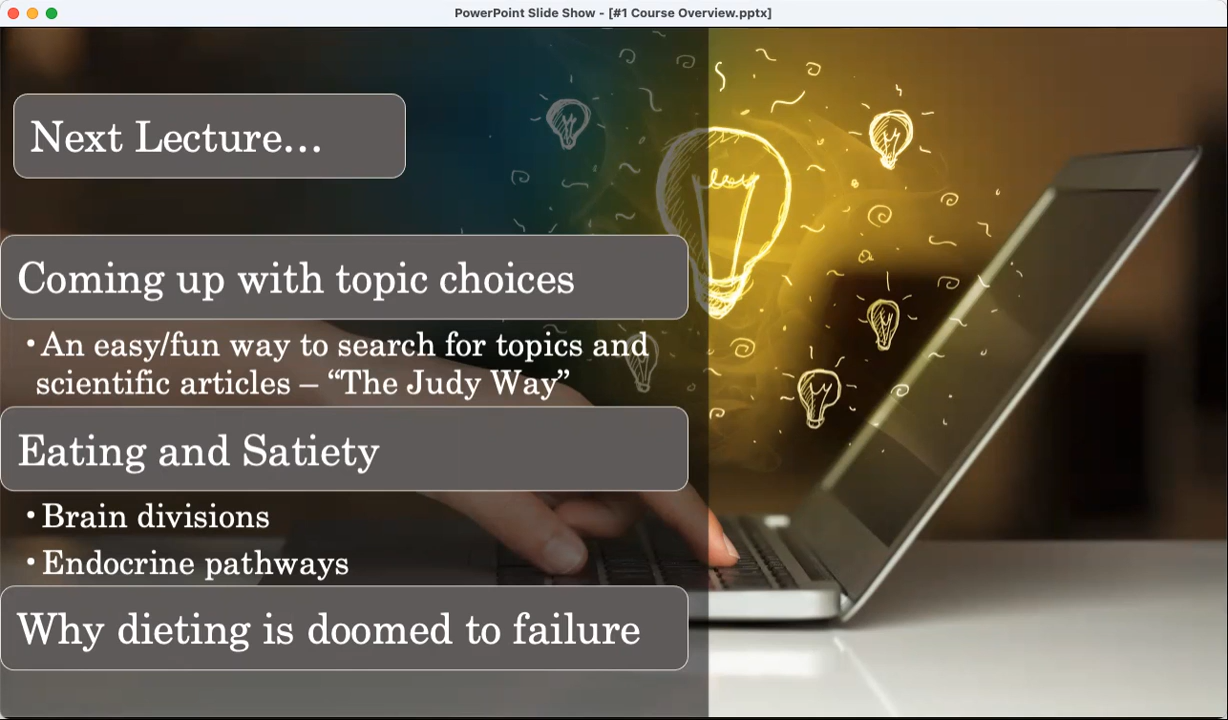 PowerPoint Slide Show - [#1 Course Overview.pptx]
Next Lecture…
Coming up with topic choices
•An easy/fun way to search for topics and
scientific articles – “The Judy Way”
Eating and Satiety
•Brain divisions
•Endocrine pathways
Why dieting is doomed to failure